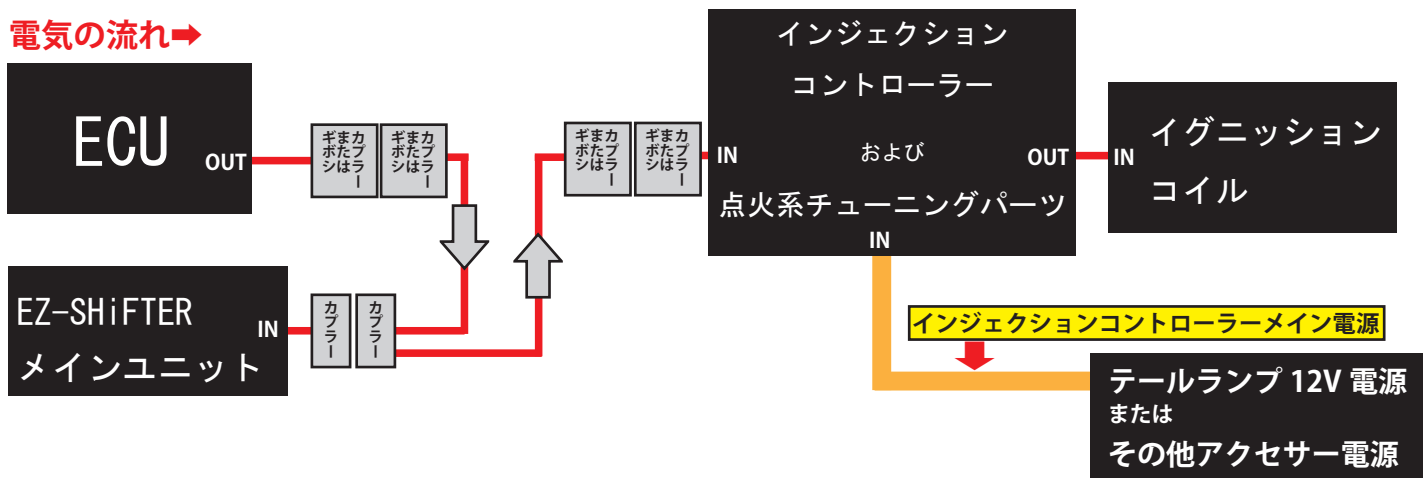 電気の流れ➡
ECU
OUT
カプラー
または
ギボシ
カプラー
または
ギボシ
カプラー
または
ギボシ
カプラー
または
ギボシ
インジェクション
コントローラー
および
点火系チューニングパーツ
IN
OUT
IN
IN
イグニッション
コイル
EZ-SHiFTER
メインユニット
IN
カプラー
カプラー
インジェクションコントローラーメイン電源
テールランプ 12V 電源
または
その他アクセサー電源